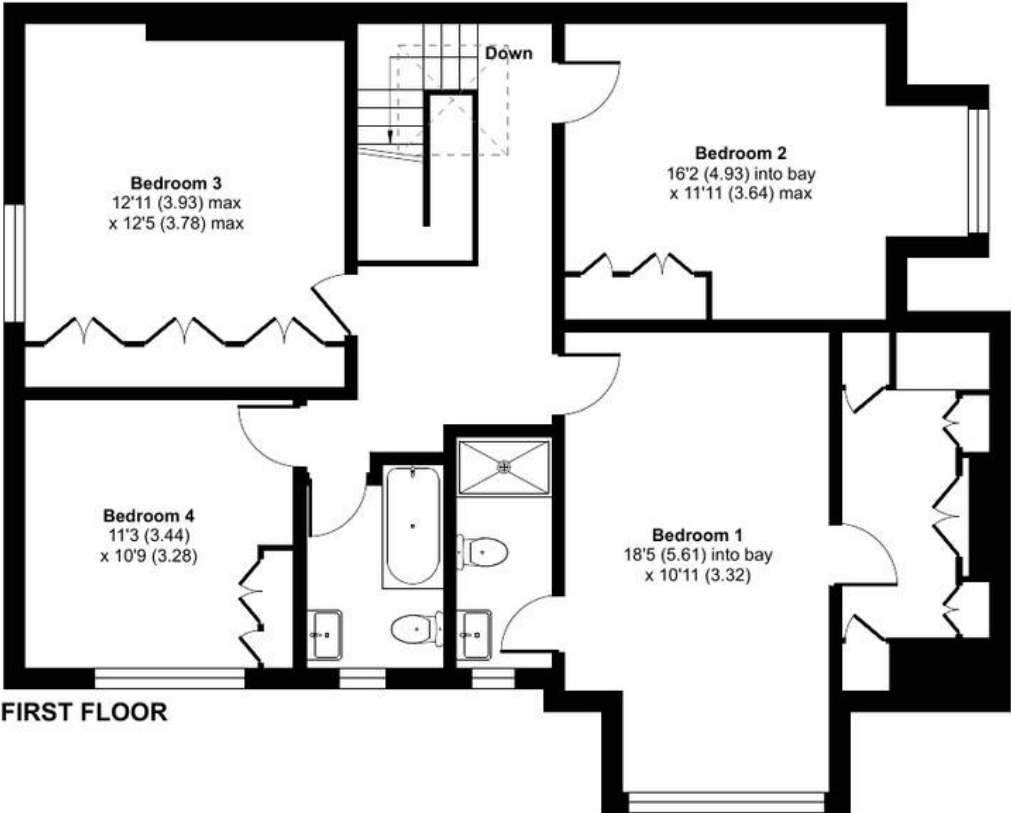 Down
Bedroom 2
16'2 (4.93) into bay
x 11'11 (3.64) max
Bedroom 3
12'11 (3.93) max
x 12'5 (3.78) max
Bedroom 4
11'3 (3.44)
x 10'9 (3.28)
Bedroom 1
18'5 (5.61) into bay
x 10'11 (3.32)
FIRST FLOOR